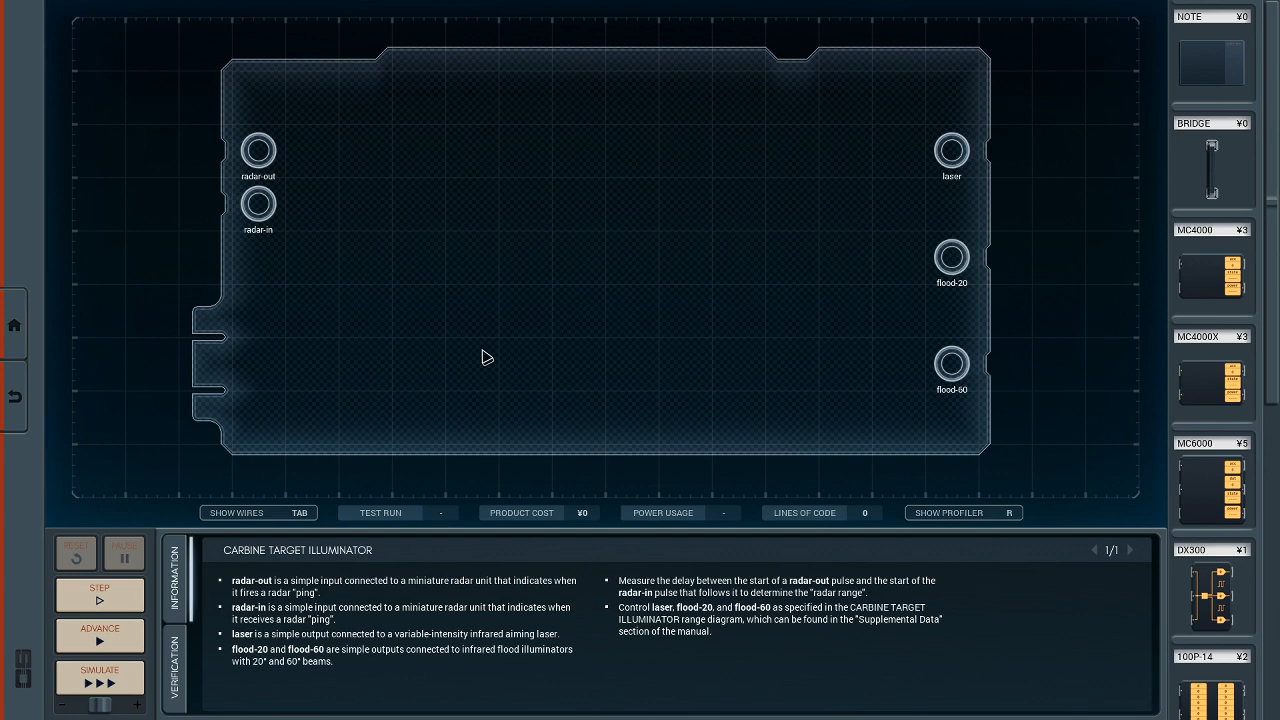 NOTE ¥0
BRIDGE ¥0
MC4000 ¥3
MC4000X ¥3
MC6000 ¥5
DX300 ¥1
100P-14 ¥2
radar-out
radar-in
laser
flood-20
flood-60
SHOW WIRES TAB
TEST RUN -
PRODUCT COST ¥0
POWER USAGE -
LINES OF CODE 0
SHOW PROFILER R
RESET
PAUSE
STEP
ADVANCE
SIMULATE
- +
INFORMATION
VERIFICATION
CARBINE TARGET ILLUMINATOR
1/1
radar-out is a simple input connected to a miniature radar unit that indicates when
it fires a radar "ping".
radar-in is a simple input connected to a miniature radar unit that indicates when
it receives a radar "ping".
laser is a simple output connected to a variable-intensity infrared aiming laser.
flood-20 and flood-60 are simple outputs connected to infrared flood illuminators
with 20° and 60° beams.
Measure the delay between the start of a radar-out pulse and the start of the
radar-in pulse that follows it to determine the "radar range".
Control laser, flood-20, and flood-60 as specified in the CARBINE TARGET
ILLUMINATOR range diagram, which can be found in the "Supplemental Data"
section of the manual.